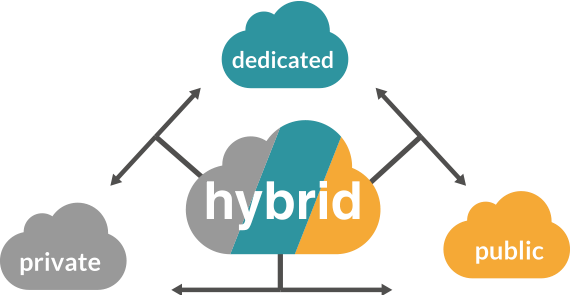 dedicated
hybrid
private
public